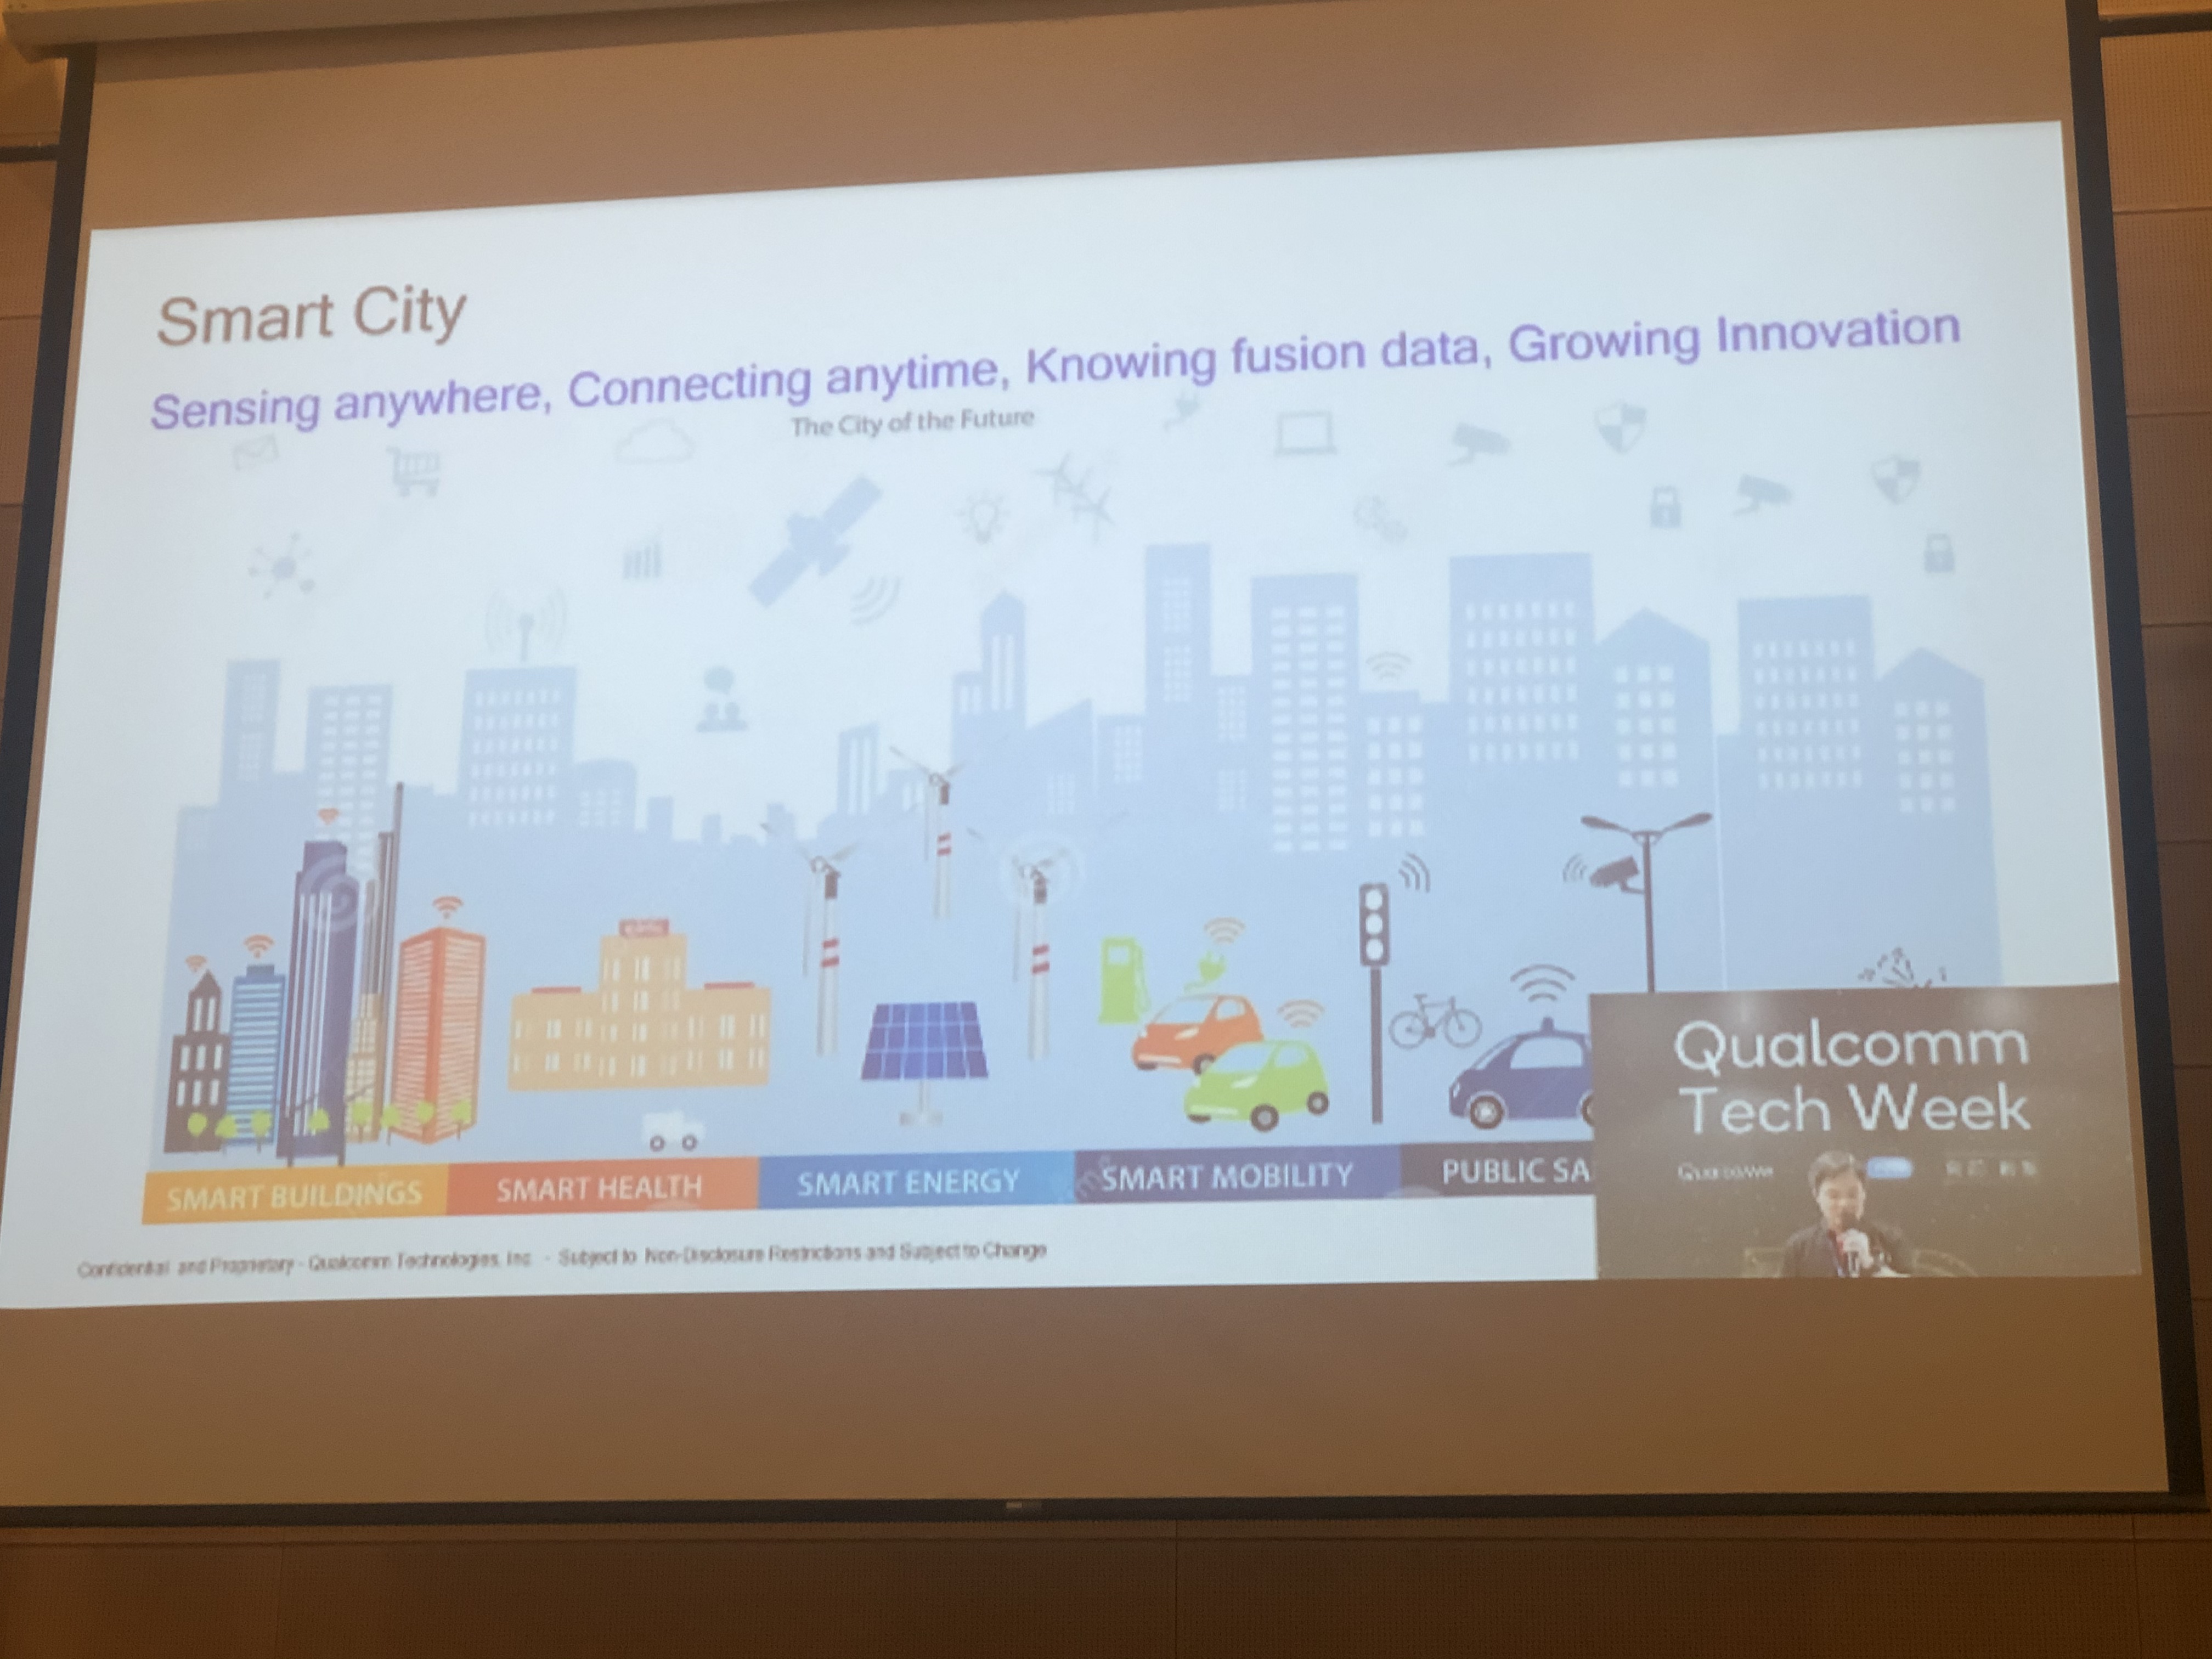 Smart City
Sensing anywhere, Connecting anytime, Knowing fusion data, Growing Innovation
The City of the Future
SMART BUILDINGS
SMART HEALTH
SMART ENERGY
SMART MOBILITY
PUBLIC SA
Qualcomm
Tech Week
Qualcomm
Confidential and Proprietary - Qualcomm Technologies, Inc. - Subject to Non-Disclosure Restrictions and Subject to Change